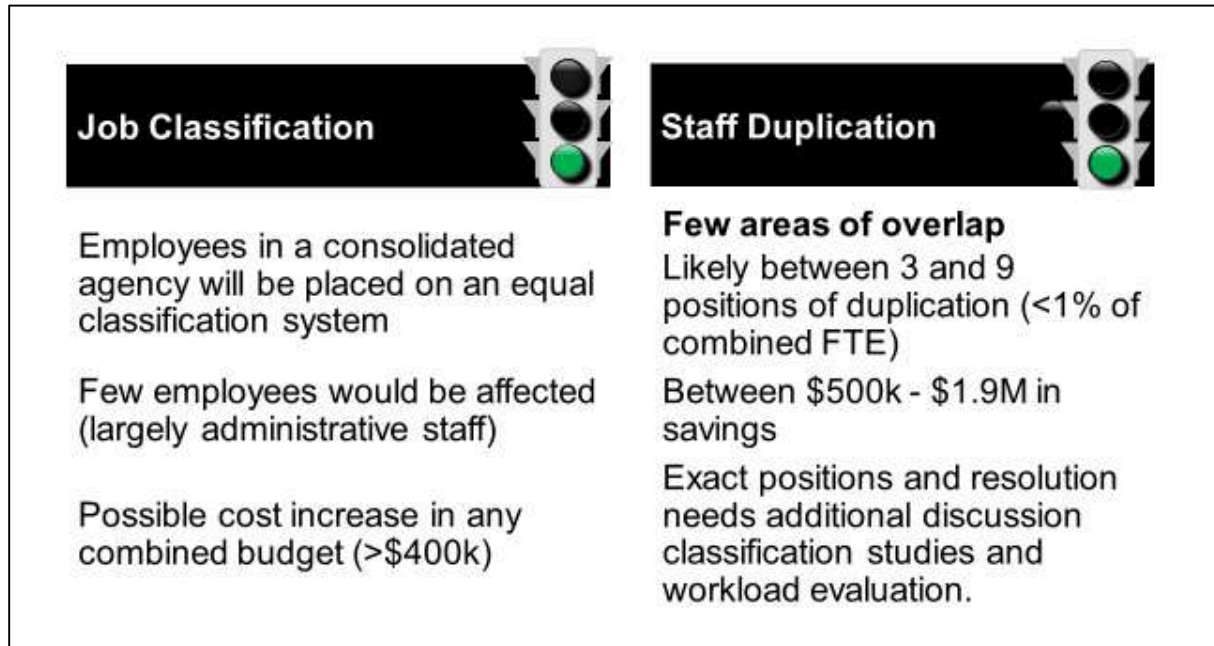 Job Classification
Employees in a consolidated
agency will be placed on an equal
classification system
Few employees would be affected
(largely administrative staff)
Possible cost increase in any
combined budget (>$400k)
Staff Duplication
Few areas of overlap
Likely between 3 and 9
positions of duplication (<1% of
combined FTE)
Between $500k - $1.9M in
savings
Exact positions and resolution
needs additional discussion
classification studies and
workload evaluation.